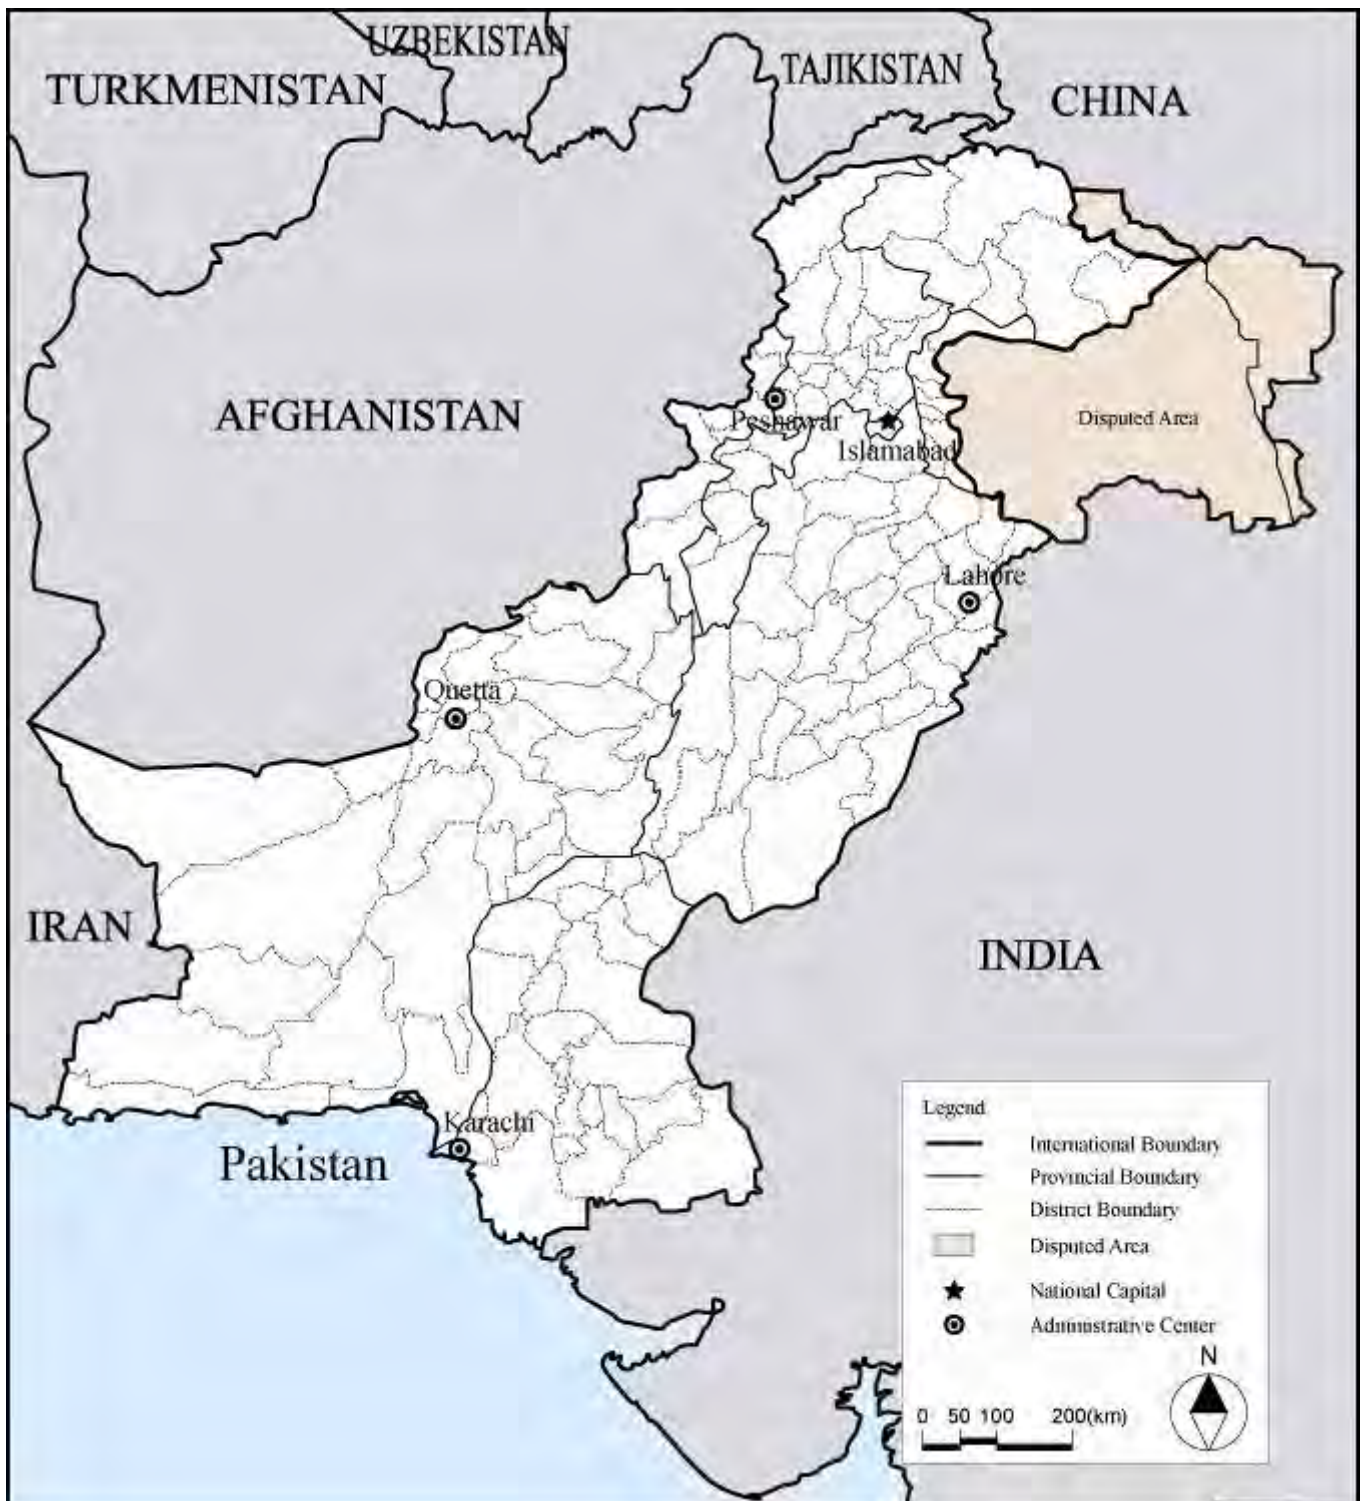 UZBEKISTAN
TAJIKISTAN
TURKMENISTAN
CHINA
AFGHANISTAN
Peshawar
Disputed Area
Islamabad
Lahore
Quetta
IRAN
INDIA
Karachi
Pakistan
Legend
International Boundary
Provincial Boundary
District Boundary
Disputed Area
National Capital
Administrative Center
N
0 50 100 200(km)